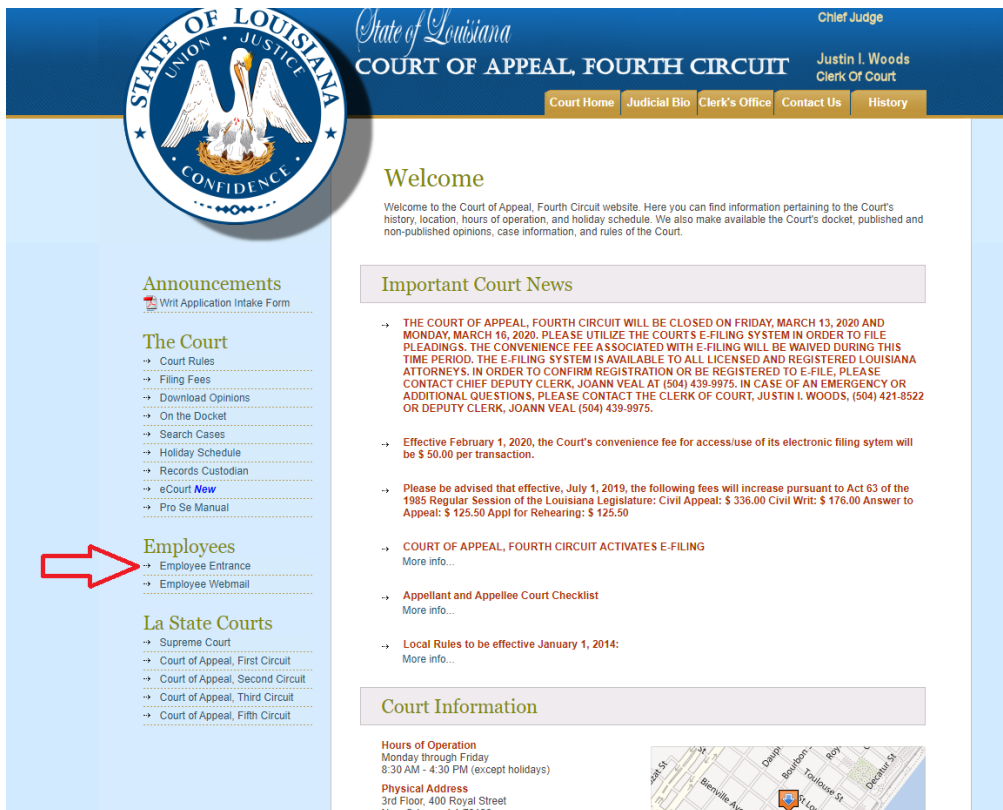 STATE OF LOUISIANA
UNION · JUSTICE
CONFIDENCE
State of Louisiana
COURT OF APPEAL, FOURTH CIRCUIT
Chief Judge
Justin I. Woods
Clerk Of Court
Court Home Judicial Bio Clerk's Office Contact Us History
Announcements
Writ Application Intake Form
The Court
Court Rules
Filing Fees
Download Opinions
On the Docket
Search Cases
Holiday Schedule
Records Custodian
eCourt New
Pro Se Manual
Employees
Employee Entrance
Employee Webmail
La State Courts
Supreme Court
Court of Appeal, First Circuit
Court of Appeal, Second Circuit
Court of Appeal, Third Circuit
Court of Appeal, Fifth Circuit
Welcome
Welcome to the Court of Appeal, Fourth Circuit website. Here you can find information pertaining to the Court's
history, location, hours of operation, and holiday schedule. We also make available the Court's docket, published and
non-published opinions, case information, and rules of the Court.
Important Court News
THE COURT OF APPEAL, FOURTH CIRCUIT WILL BE CLOSED ON FRIDAY, MARCH 13, 2020 AND
MONDAY, MARCH 16, 2020. PLEASE UTILIZE THE COURTS E-FILING SYSTEM IN ORDER TO FILE
PLEADINGS. THE CONVENIENCE FEE ASSOCIATED WITH E-FILING WILL BE WAIVED DURING THIS
TIME PERIOD. THE E-FILING SYSTEM IS AVAILABLE TO ALL LICENSED AND REGISTERED LOUISIANA
ATTORNEYS. IN ORDER TO CONFIRM REGISTRATION OR BE REGISTERED TO E-FILE, PLEASE
CONTACT CHIEF DEPUTY CLERK, JOANN VEAL AT (504) 439-9975. IN CASE OF AN EMERGENCY OR
ADDITIONAL QUESTIONS, PLEASE CONTACT THE CLERK OF COURT, JUSTIN I. WOODS, (504) 421-8522
OR DEPUTY CLERK, JOANN VEAL (504) 439-9975.
Effective February 1, 2020, the Court's convenience fee for access/use of its electronic filing sytem will
be $ 50.00 per transaction.
Please be advised that effective, July 1, 2019, the following fees will increase pursuant to Act 63 of the
1985 Regular Session of the Louisiana Legislature: Civil Appeal: $ 336.00 Civil Writ: $ 176.00 Answer to
Appeal: $ 125.50 Appl for Rehearing: $ 125.50
COURT OF APPEAL, FOURTH CIRCUIT ACTIVATES E-FILING
More info...
Appellant and Appellee Court Checklist
More info...
Local Rules to be effective January 1, 2014:
More info...
Court Information
Hours of Operation
Monday through Friday
8:30 AM - 4:30 PM (except holidays)
Physical Address
3rd Floor, 400 Royal Street
Bienville Ave
Bourbon
Toulouse St
Decatur St